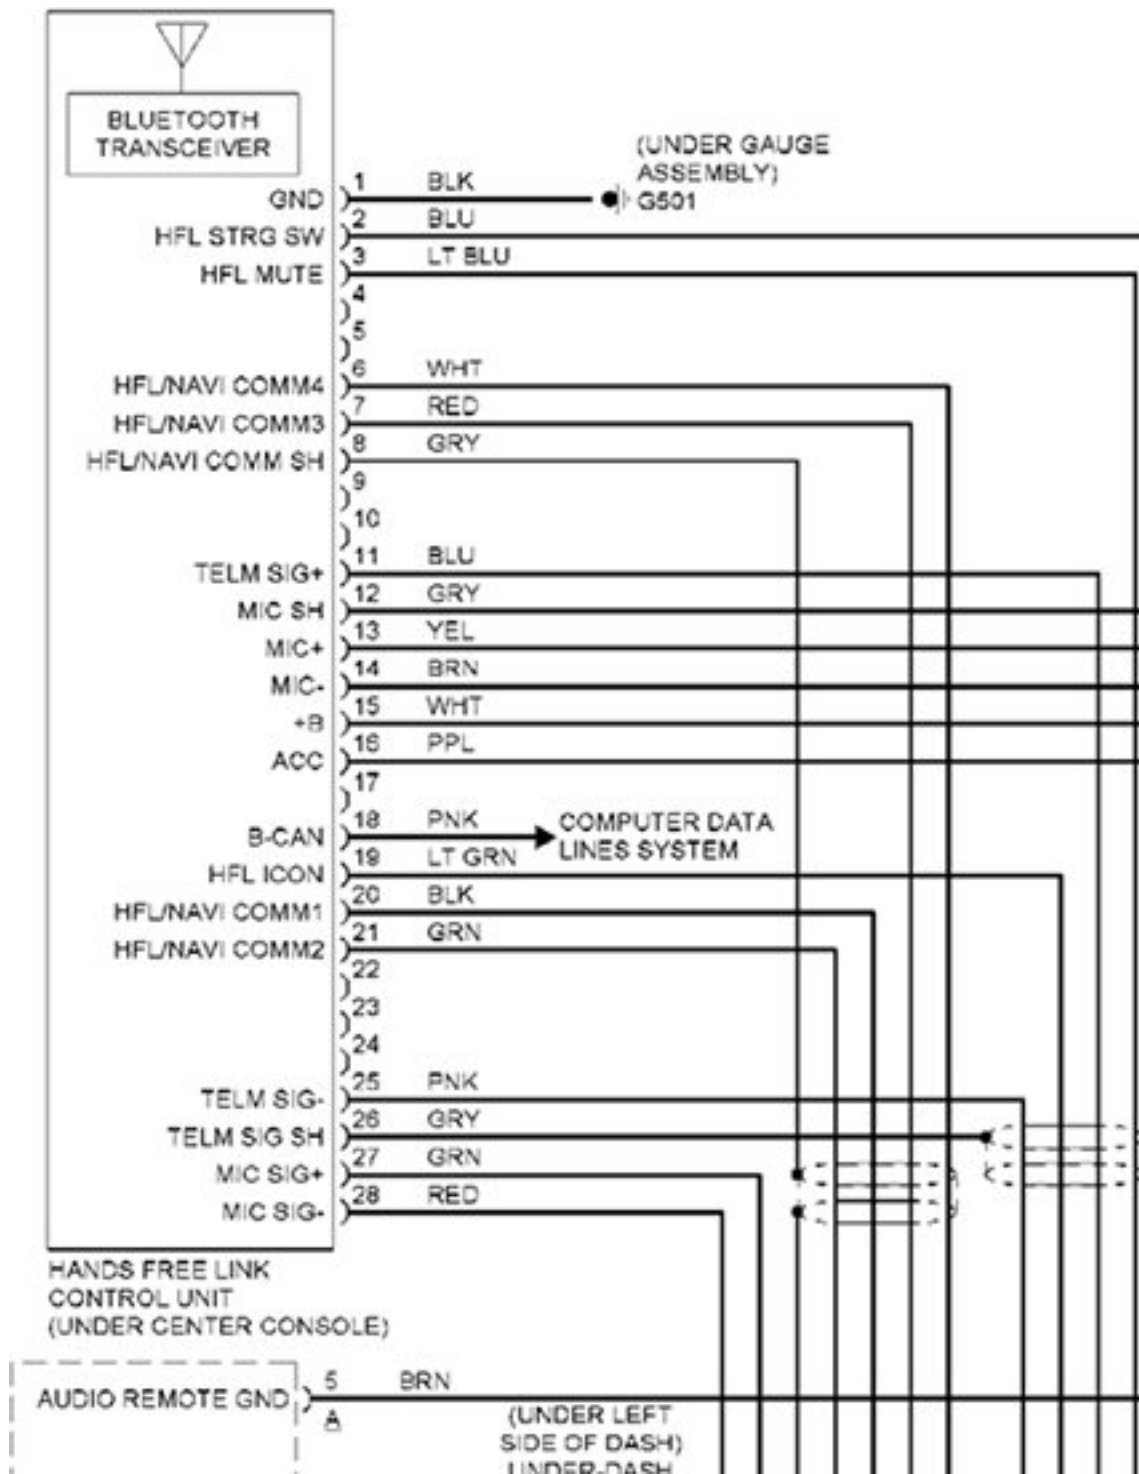 BLUETOOTH
TRANSCEIVER
(UNDER GAUGE
ASSEMBLY)
G501
GND 1 BLK
HFL STRG SW 2 BLU
HFL MUTE 3 LT BLU
4
5
HFL/NAVI COMM4 6 WHT
HFL/NAVI COMM3 7 RED
HFL/NAVI COMM SH 8 GRY
9
10
TELM SIG+ 11 BLU
MIC SH 12 GRY
MIC+ 13 YEL
MIC- 14 BRN
+B 15 WHT
ACC 16 PPL
17
B-CAN 18 PNK COMPUTER DATA
LINES SYSTEM
HFL ICON 19 LT GRN
HFL/NAVI COMM1 20 BLK
HFL/NAVI COMM2 21 GRN
22
23
24
TELM SIG- 25 PNK
TELM SIG SH 26 GRY
MIC SIG+ 27 GRN
MIC SIG- 28 RED
HANDS FREE LINK
CONTROL UNIT
(UNDER CENTER CONSOLE)
AUDIO REMOTE GND 5 BRN
A
(UNDER LEFT
SIDE OF DASH)
UNDER-DASH